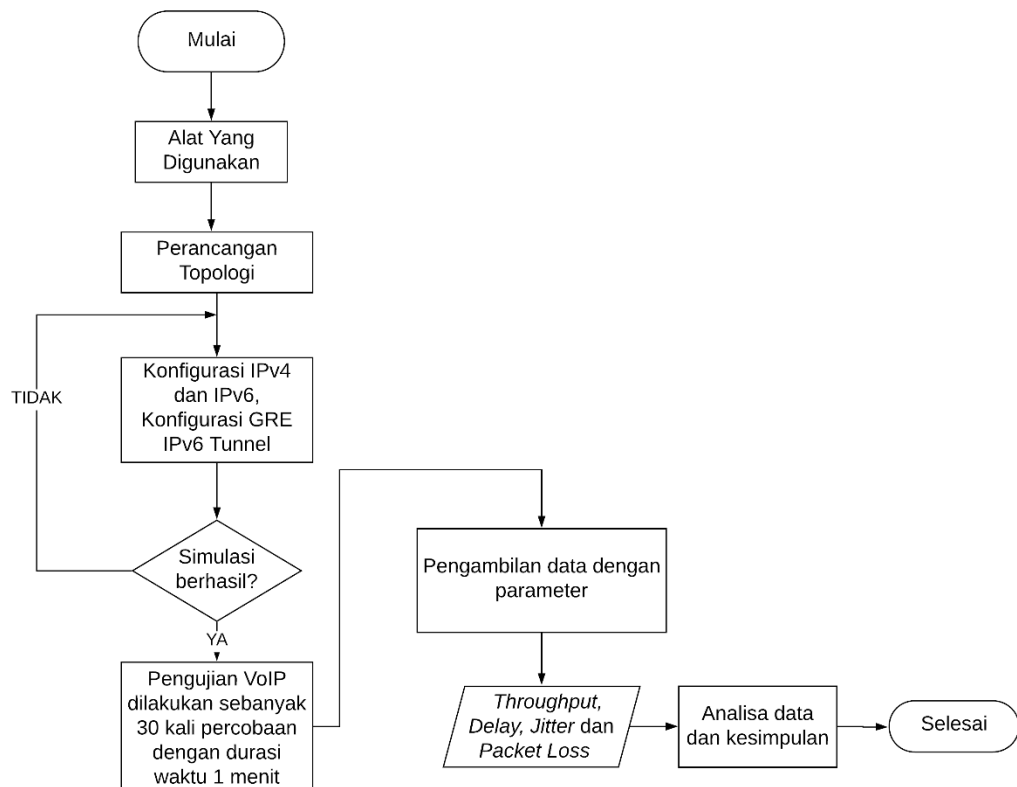 Mulai
Alat Yang
Digunakan
Perancangan
Topologi
Konfigurasi IPv4
dan IPv6,
Konfigurasi GRE
IPv6 Tunnel
TIDAK
Simulasi
berhasil?
YA
Pengujian VoIP
dilakukan sebanyak
30 kali percobaan
dengan durasi
waktu 1 menit
Pengambilan data dengan
parameter
Throughput,
Delay, Jitter dan
Packet Loss
Analisa data
dan kesimpulan
Selesai